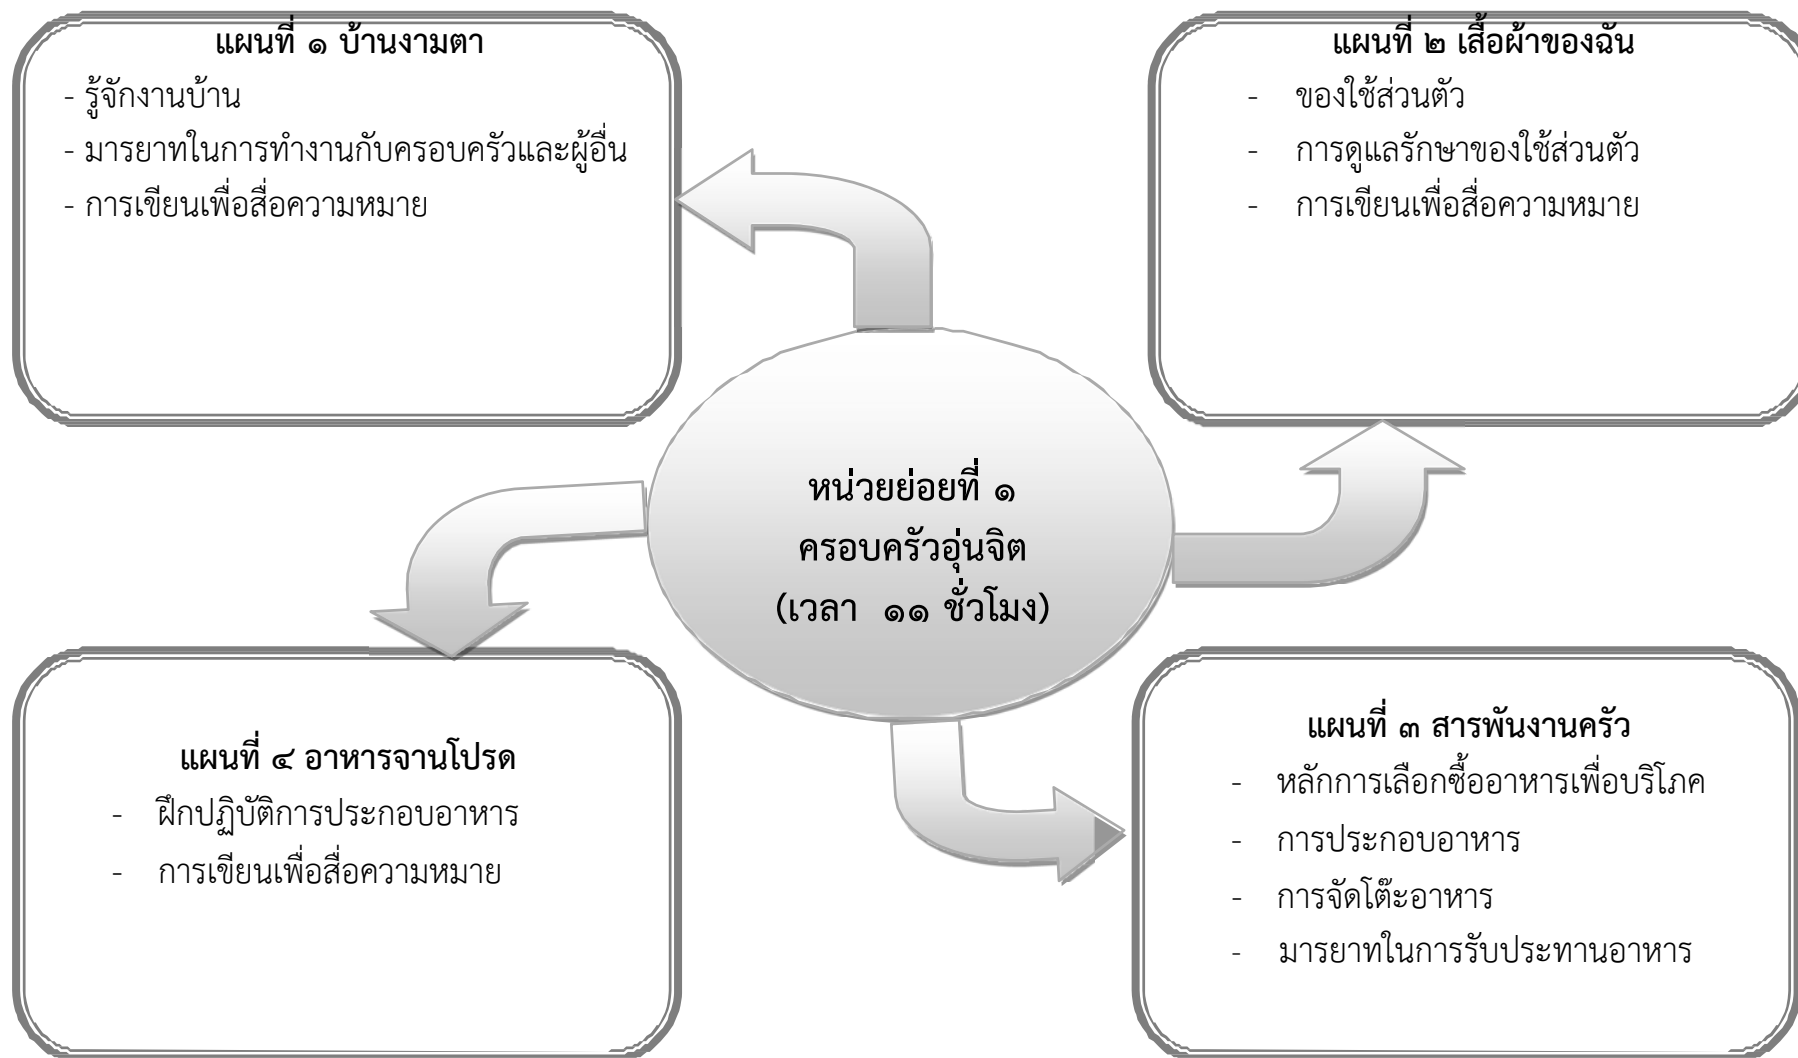 แผนที่ ๑ บ้านงามตา
- รู้จักงานบ้าน
- มารยาทในการทำงานกับครอบครัวและผู้อื่น
- การเขียนเพื่อสื่อความหมาย
แผนที่ ๒ เสื้อผ้าของฉัน
- ของใช้ส่วนตัว
- การดูแลรักษาของใช้ส่วนตัว
- การเขียนเพื่อสื่อความหมาย
หน่วยย่อยที่ ๑
ครอบครัวอุ่นจิต
(เวลา ๑๑ ชั่วโมง)
แผนที่ ๔ อาหารจานโปรด
- ฝึกปฏิบัติการประกอบอาหาร
- การเขียนเพื่อสื่อความหมาย
แผนที่ ๓ สารพันงานครัว
- หลักการเลือกซื้ออาหารเพื่อบริโภค
- การประกอบอาหาร
- การจัดโต๊ะอาหาร
- มารยาทในการรับประทานอาหาร